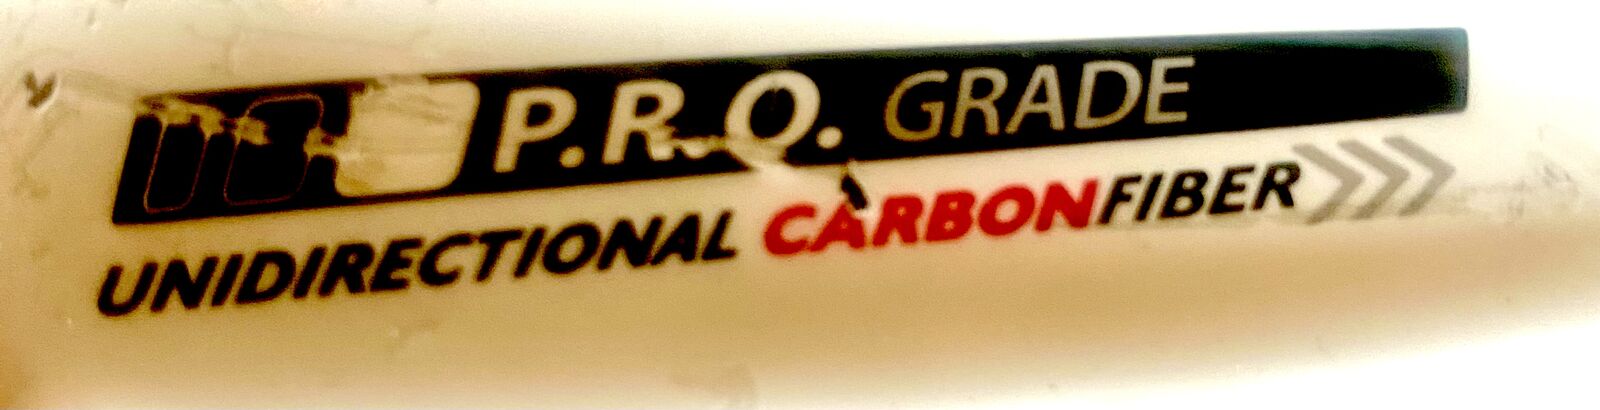 P.R.O. GRADE
UNIDIRECTIONAL CARBONFIBER